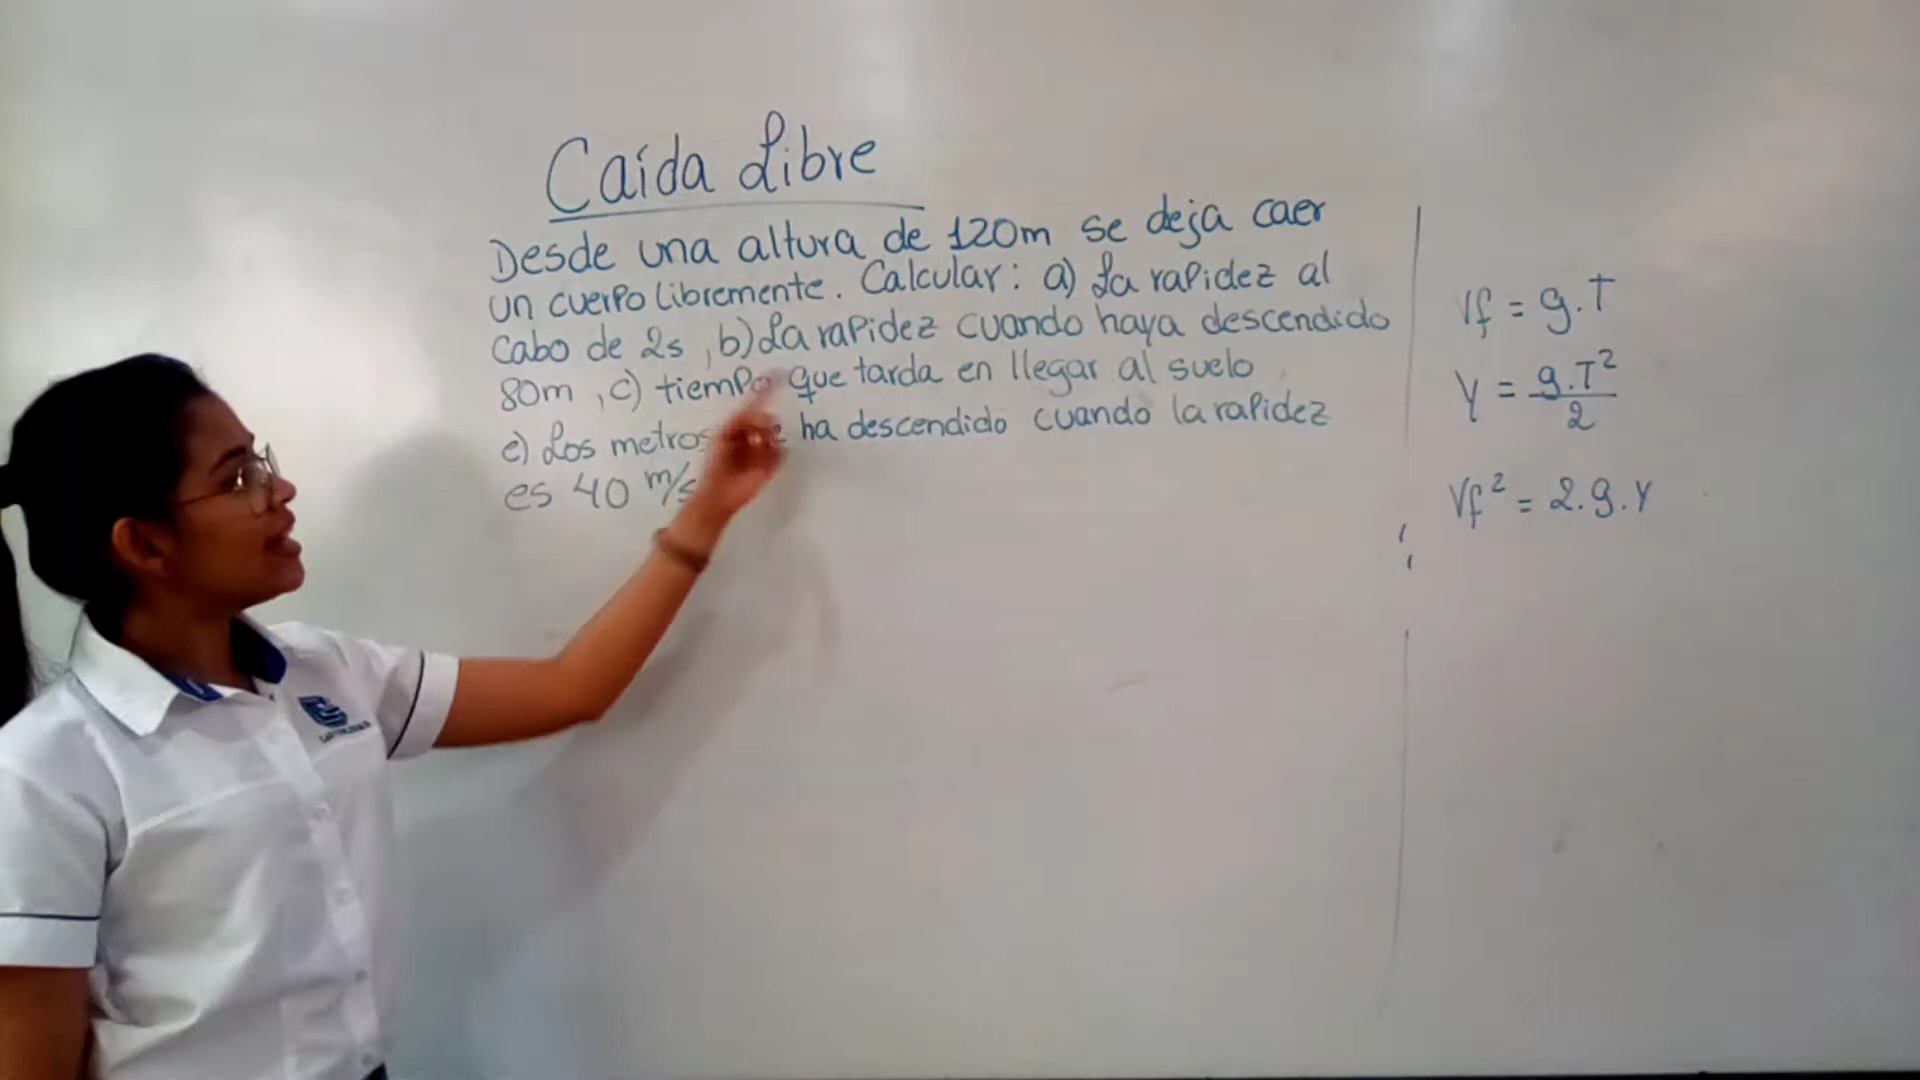 Caída Libre
Desde una altura de 120m se deja caer
un cuerpo libremente. Calcular: a) La rapidez al
cabo de 2s, b) La rapidez cuando haya descendido
80m, c) tiempo que tarda en llegar al suelo
e) Los metros ha descendido cuando la rapidez
es 40 m/s
Vf = g.T
Y = g.T²/2
Vf² = 2.g.Y